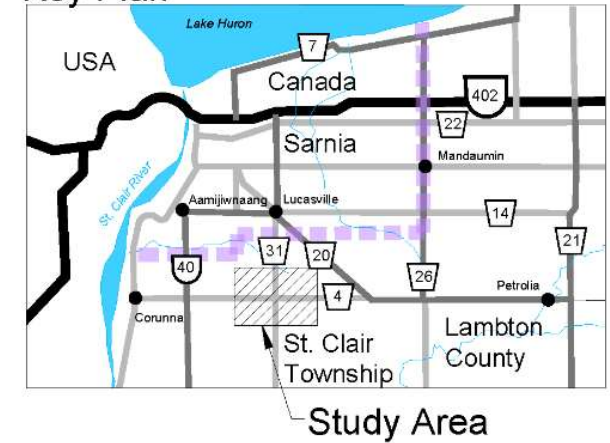 Key Plan
Lake Huron
USA
7
Canada
402
22
Sarnia
Mandaumin
St. Clair River
Aamijiwnaang
Lucasville
14
31
20
21
40
26
4
Petrolia
Corunna
St. Clair
Township
Lambton
County
Study Area